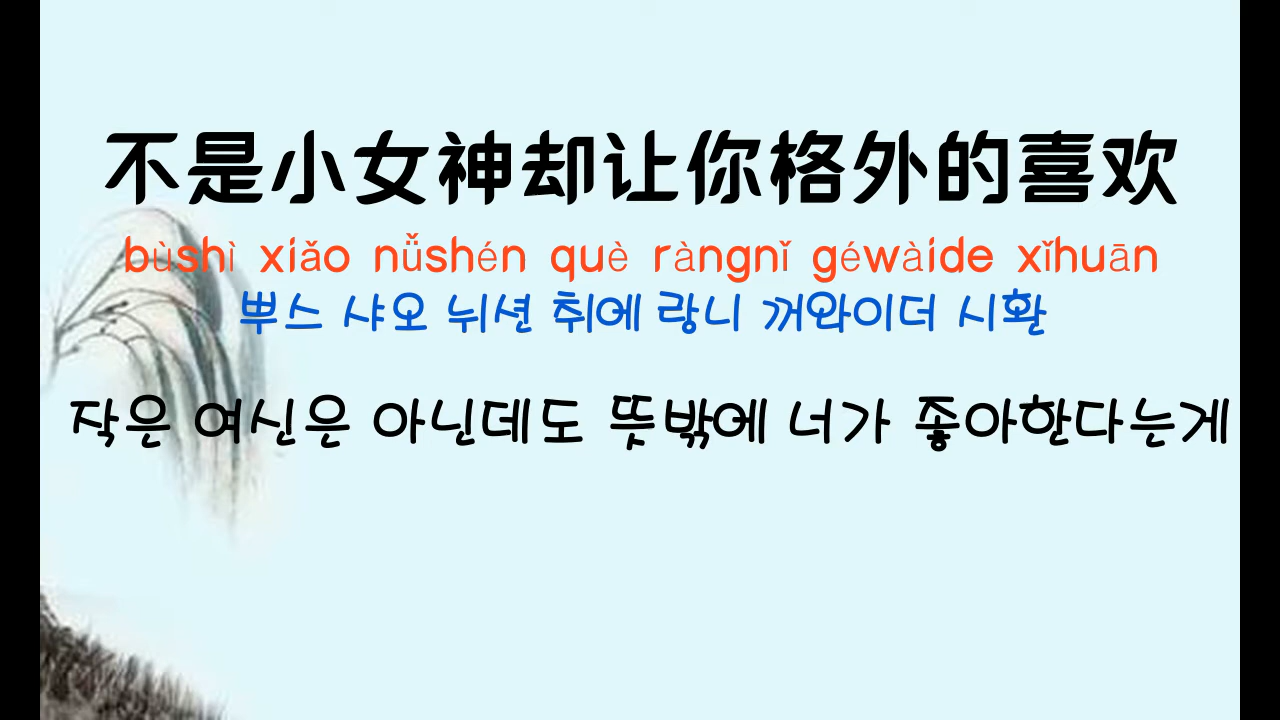 不是小女神却让你格外的喜欢
bùshì xiǎo nǚshén què ràngnǐ géwàide xǐhuān
뿌스 샤오 뉘션 취에 랑니 꺼와이더 시환
작은 여신은 아닌데도 뜻밖에 너가 좋아한다는게